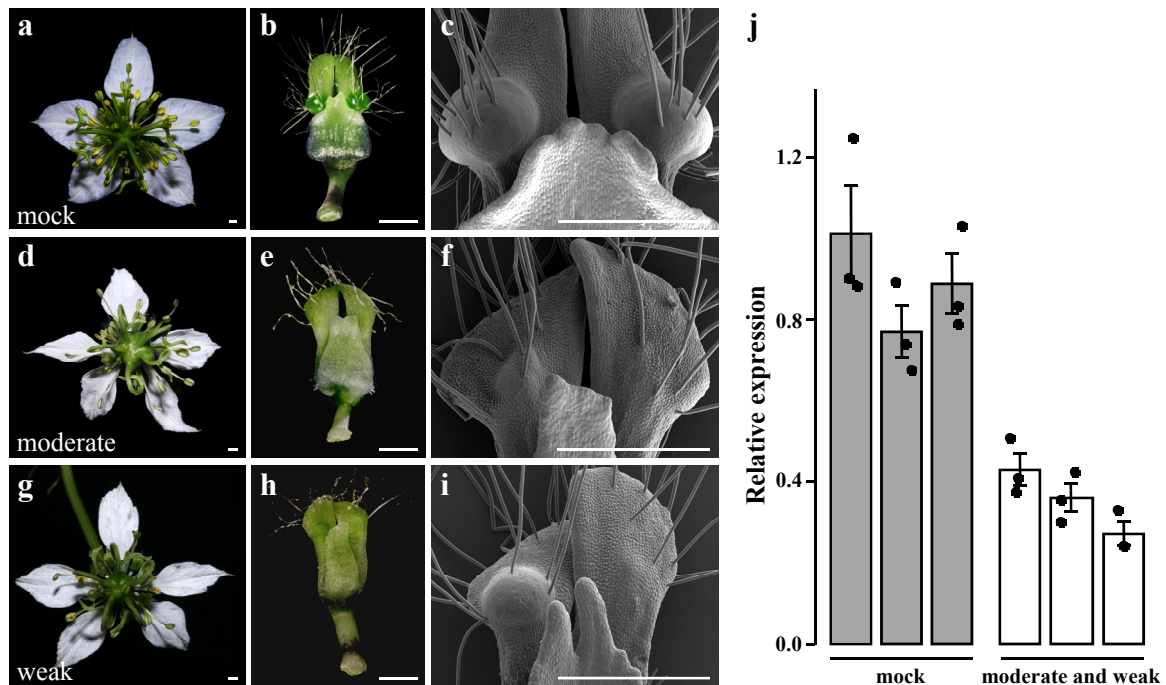 a
b
c
mock
d
e
f
moderate
g
h
i
weak
j
Relative expression
1.2
0.8
0.4
0.0
mock
moderate and weak